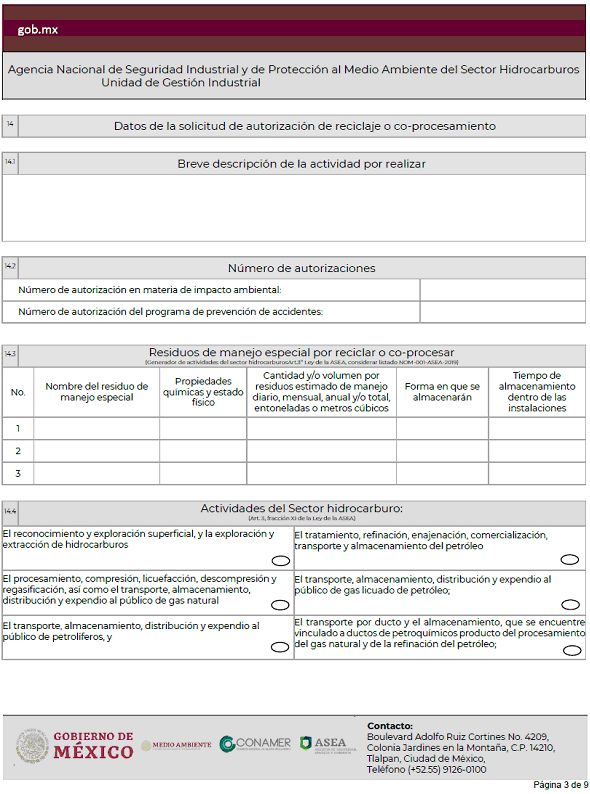 gob.mx
Agencia Nacional de Seguridad Industrial y de Protección al Medio Ambiente del Sector Hidrocarburos
Unidad de Gestión Industrial
14
Datos de la solicitud de autorización de reciclaje o co-procesamiento
14.1
Breve descripción de la actividad por realizar
14.2
Número de autorizaciones
Número de autorización en materia de impacto ambiental:
Número de autorización del programa de prevención de accidentes:
14.3
Residuos de manejo especial por reciclar o co-procesar
(Generador de actividades del sector hidrocarburosArt.3° Ley de la ASEA, considerar listado NOM-001-ASEA-2019)
No.
Nombre del residuo de
manejo especial
Propiedades
químicas y estado
físico
Cantidad y/o volumen por
residuos estimado de manejo
diario, mensual, anual y/o total,
entoneladas o metros cúbicos
Forma en que se
almacenarán
Tiempo de
almacenamiento
dentro de las
instalaciones
1
2
3
14.4
Actividades del Sector hidrocarburo:
(Art. 3, fracción XI de la Ley de la ASEA)
El reconocimiento y exploración superficial, y la exploración y
extracción de hidrocarburos
El tratamiento, refinación, enajenación, comercialización,
transporte y almacenamiento del petróleo
El procesamiento, compresión, licuefacción, descompresión y
regasificación, así como el transporte, almacenamiento,
distribución y expendio al público de gas natural
El transporte, almacenamiento, distribución y expendio al
público de gas licuado de petróleo;
El transporte, almacenamiento, distribución y expendio al
público de petrolíferos, y
El transporte por ducto y el almacenamiento, que se encuentre
vinculado a ductos de petroquímicos producto del procesamiento
del gas natural y de la refinación del petróleo;
GOBIERNO DE
MÉXICO
MEDIO AMBIENTE
CONAMER
ASEA
Contacto:
Boulevard Adolfo Ruiz Cortines No. 4209,
Colonia Jardines en la Montaña, C.P. 14210,
Tlalpan, Ciudad de México,
Teléfono (+52.55) 9126-0100
Página 3 de 9